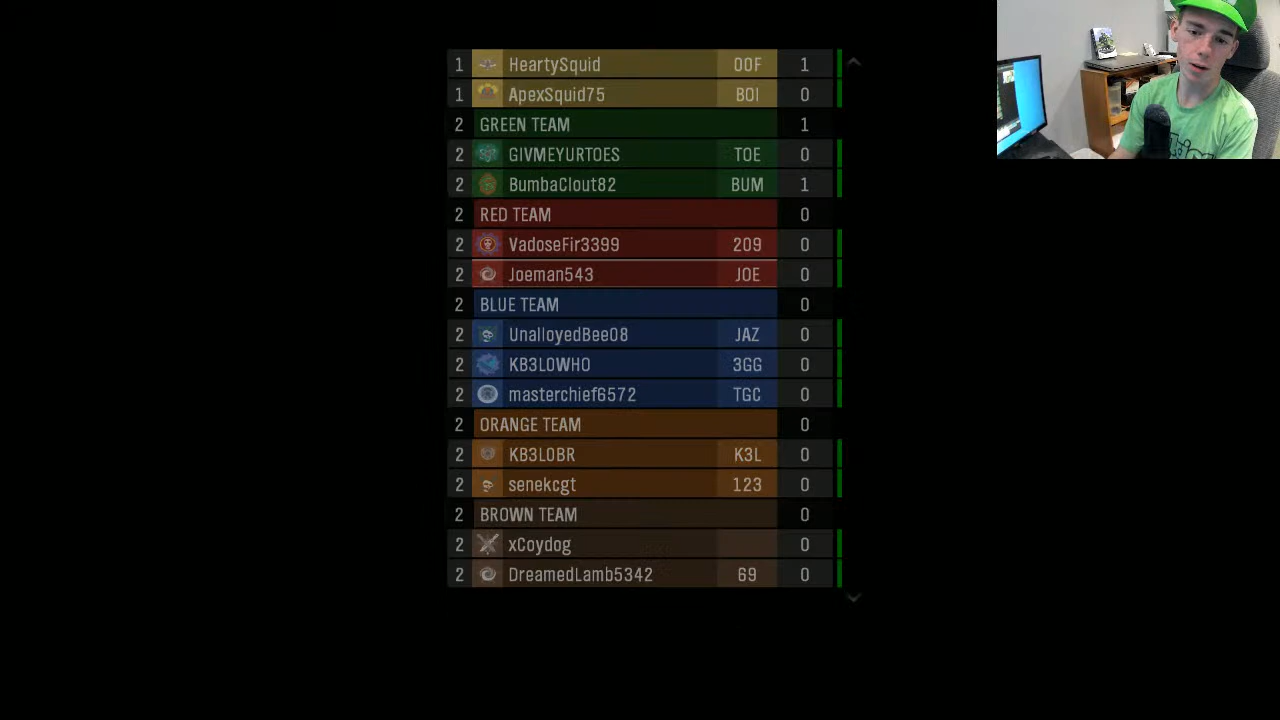 1 HeartySquid OOF 1
1 ApexSquid75 BOI 0
2 GREEN TEAM 1
2 GIVMEYURTOES TOE 0
2 BumbaClout82 BUM 1
2 RED TEAM 0
2 VadoseFir3399 209 0
2 Joeman543 JOE 0
2 BLUE TEAM 0
2 UnalloyedBee08 JAZ 0
2 KB3LOWHO 3GG 0
2 masterchief6572 TGC 0
2 ORANGE TEAM 0
2 KB3LOBR K3L 0
2 senekcgt 123 0
2 BROWN TEAM 0
2 xCoydog 0
2 DreamedLamb5342 69 0